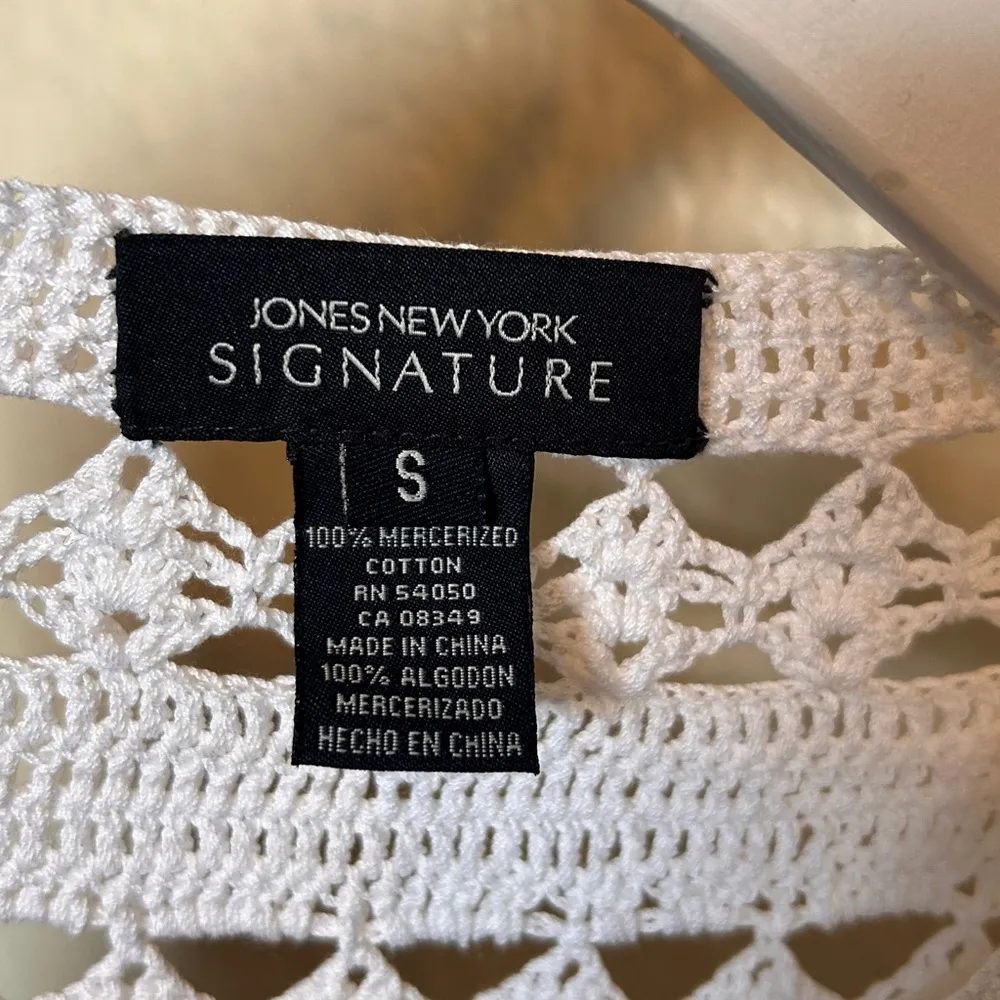 JONES NEW YORK
SIGNATURE
S
100% MERCERIZED
COTTON
RN 54050
CA 08349
MADE IN CHINA
100% ALGODON
MERCERIZADO
HECHO EN CHINA